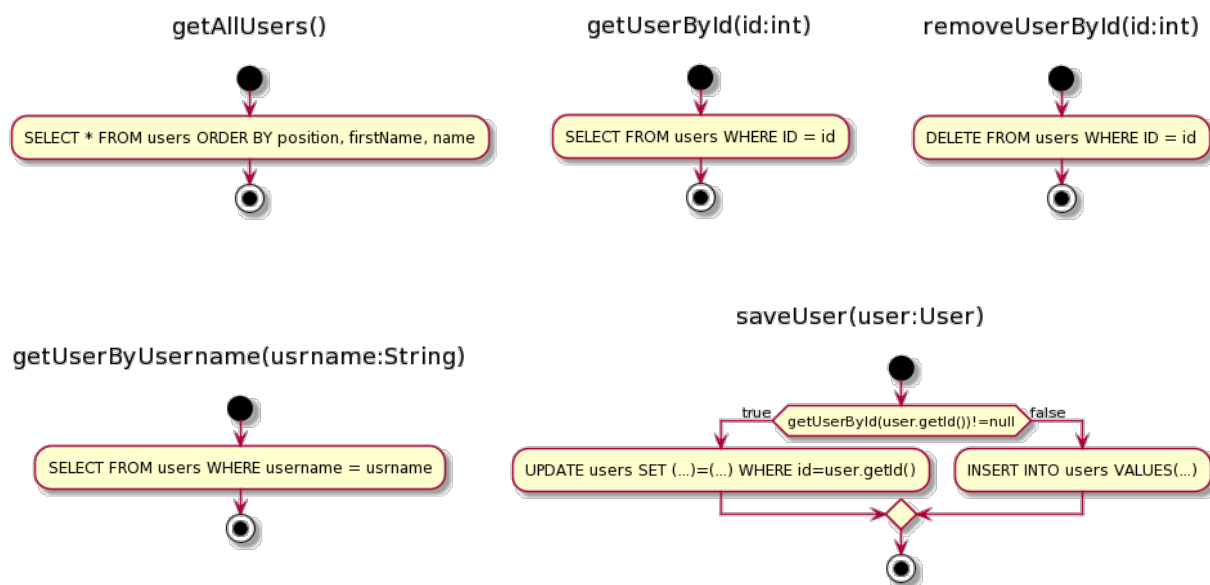 getAllUsers()
SELECT * FROM users ORDER BY position, firstName, name
getUserById(id:int)
SELECT FROM users WHERE ID = id
removeUserById(id:int)
DELETE FROM users WHERE ID = id
getUserByUsername(usrname:String)
SELECT FROM users WHERE username = usrname
saveUser(user:User)
true
getUserById(user.getId())!=null
false
UPDATE users SET (...)=(...) WHERE id=user.getId()
INSERT INTO users VALUES(...)